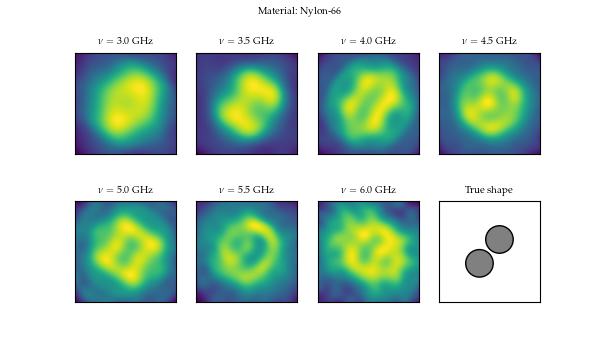 Material: Nylon-66
ν = 3.0 GHz
ν = 3.5 GHz
ν = 4.0 GHz
ν = 4.5 GHz
ν = 5.0 GHz
ν = 5.5 GHz
ν = 6.0 GHz
True shape